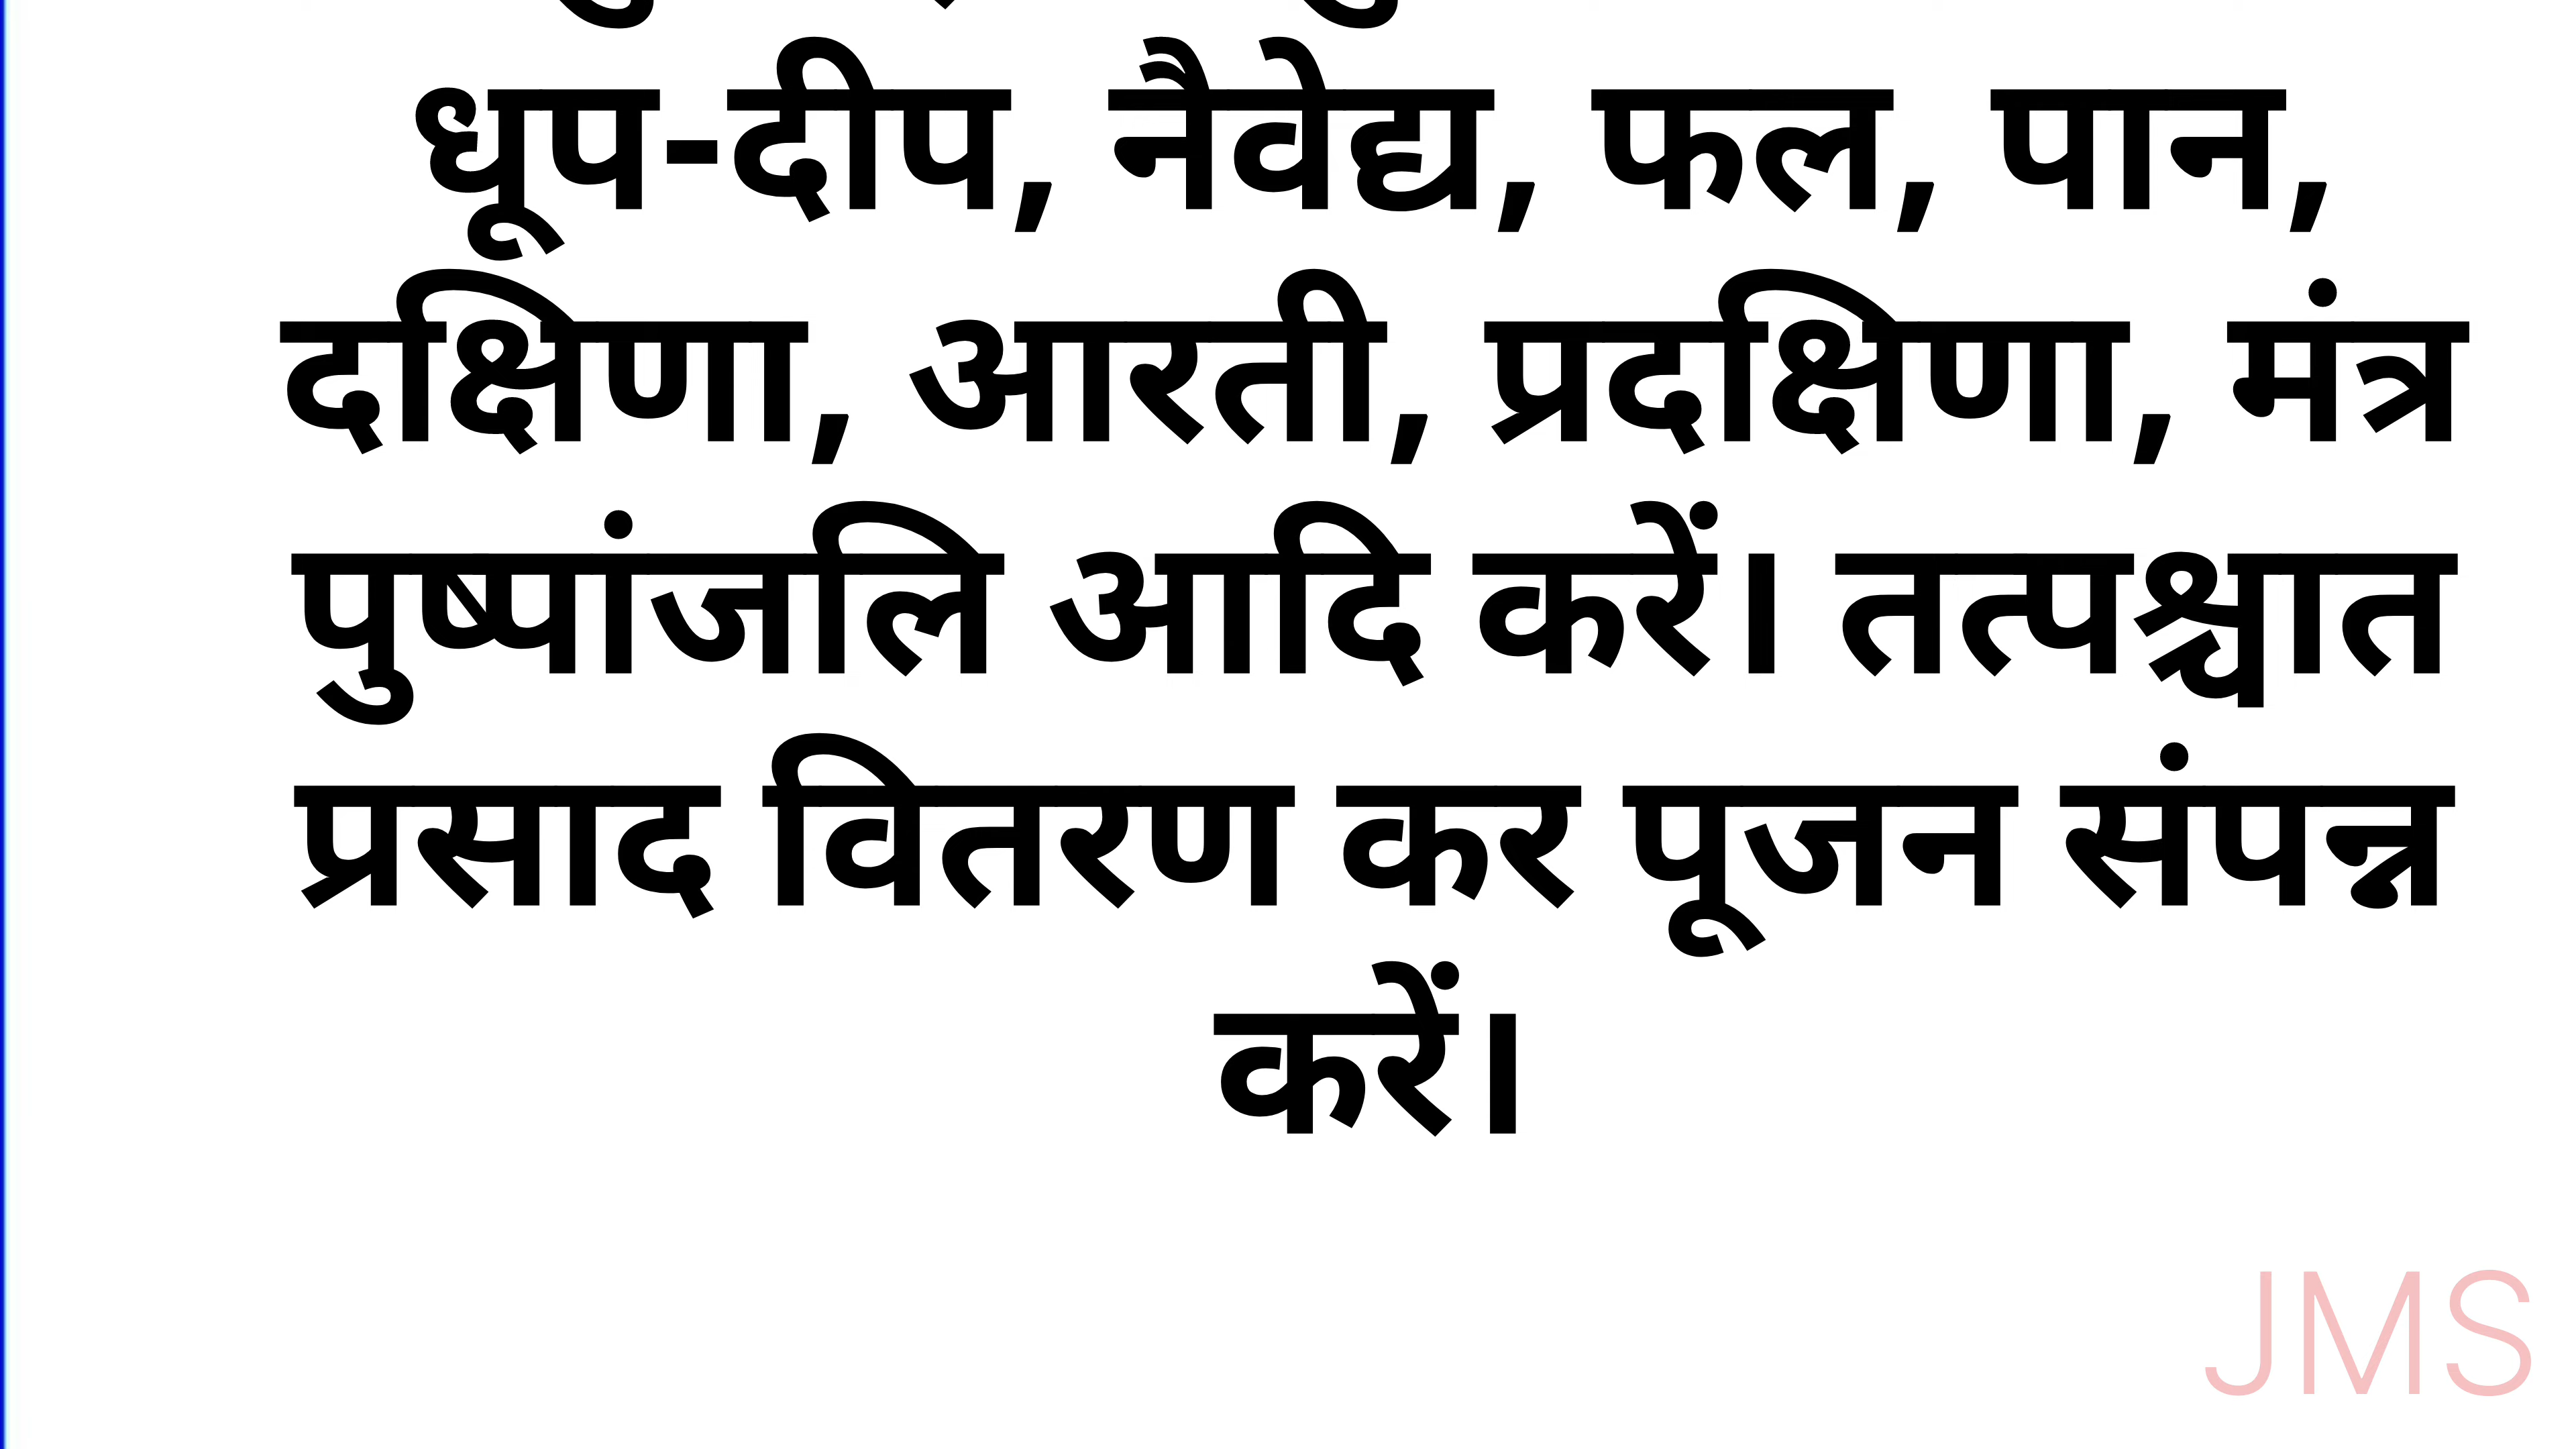 धूप-दीप, नैवेद्य, फल, पान,
दक्षिणा, आरती, प्रदक्षिणा, मंत्र
पुष्पांजलि आदि करें। तत्पश्चात
प्रसाद वितरण कर पूजन संपन्न
करें।
JMS